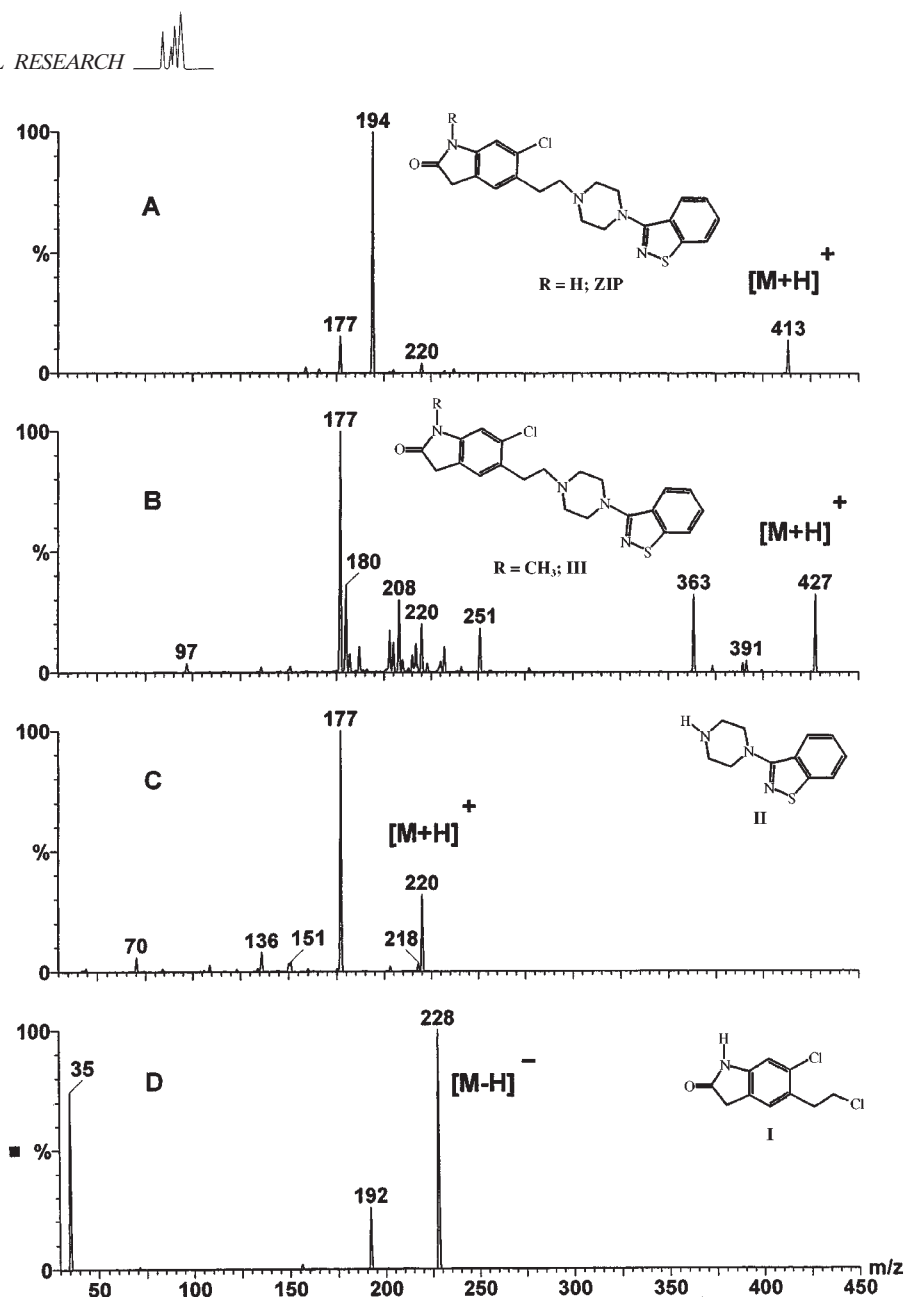 L RESEARCH
100
194
R
N
Cl
O
A
N
N
%
N
S
R = H; ZIP
[M+H]+
177
413
220
0
177
R
100
N
Cl
O
B
N
N
[M+H]+
%
180
N
S
R = CH3; III
208
363
427
220
251
97
391
0
177
100
H
N
N
C
N
S
[M+H]+
II
%
220
70
136
151
218
0
228
100
H
35
N
Cl
D
[M-H]−
O
Cl
I
%
192
0
50 100 150 200 250 300 350 400 450 m/z